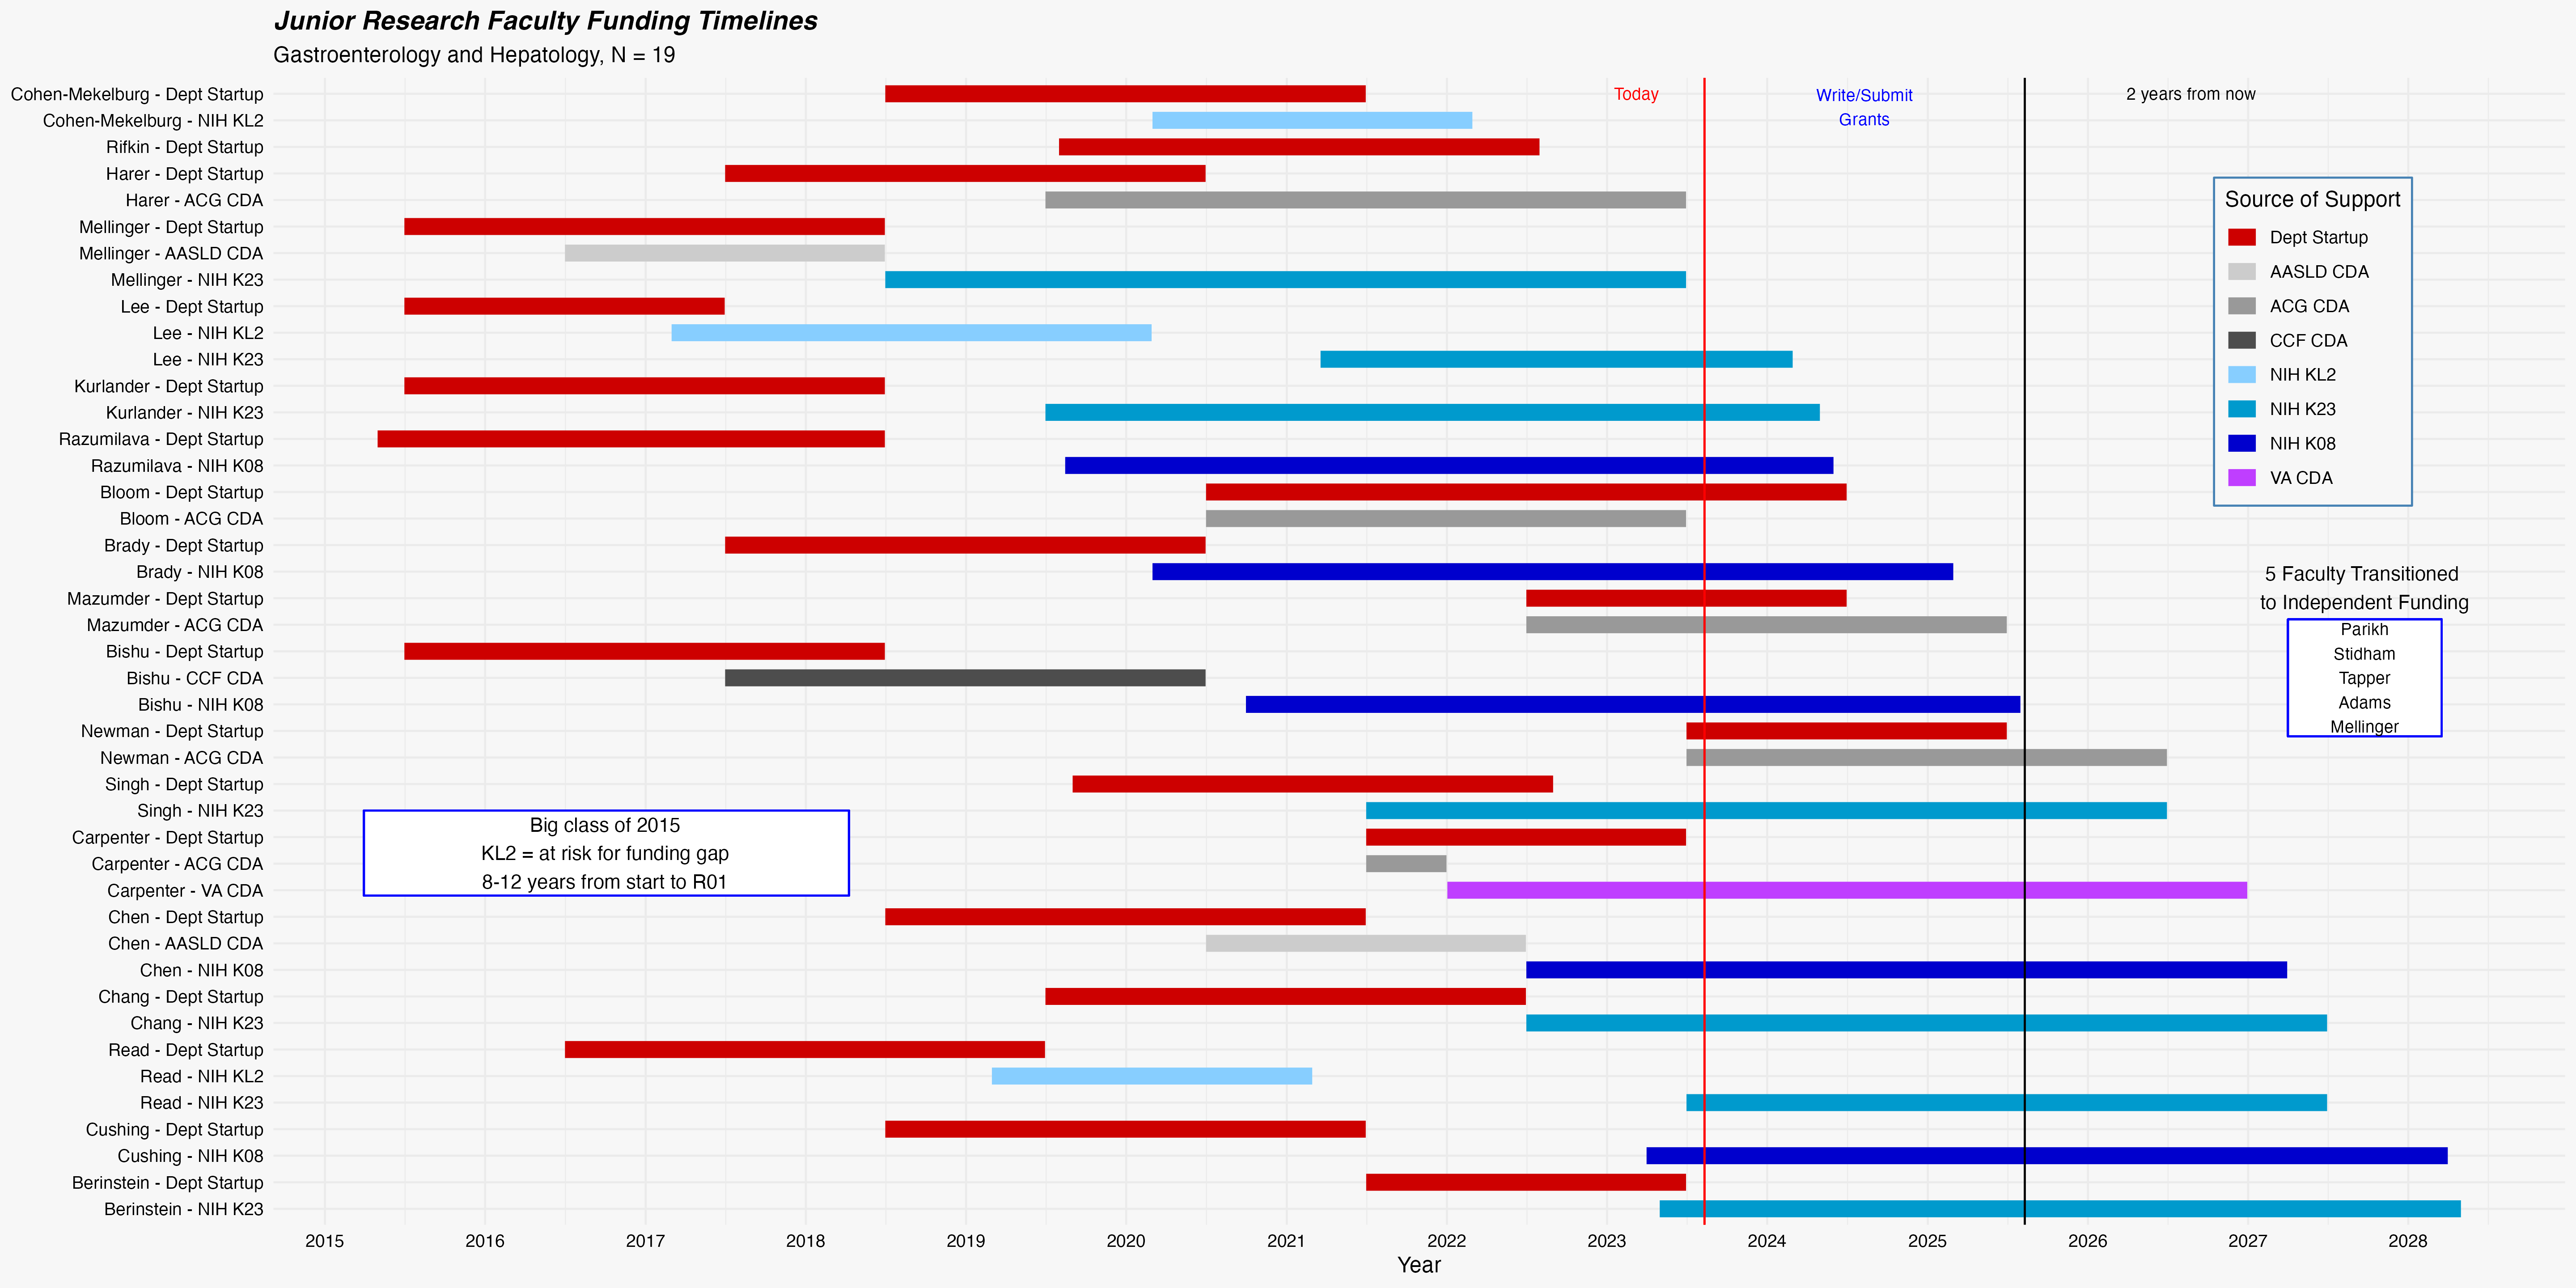 Junior Research Faculty Funding Timelines
Gastroenterology and Hepatology, N = 19
Cohen-Mekelburg - Dept Startup
Cohen-Mekelburg - NIH KL2
Rifkin - Dept Startup
Harer - Dept Startup
Harer - ACG CDA
Mellinger - Dept Startup
Mellinger - AASLD CDA
Mellinger - NIH K23
Lee - Dept Startup
Lee - NIH KL2
Lee - NIH K23
Kurlander - Dept Startup
Kurlander - NIH K23
Razumilava - Dept Startup
Razumilava - NIH K08
Bloom - Dept Startup
Bloom - ACG CDA
Brady - Dept Startup
Brady - NIH K08
Mazumder - Dept Startup
Mazumder - ACG CDA
Bishu - Dept Startup
Bishu - CCF CDA
Bishu - NIH K08
Newman - Dept Startup
Newman - ACG CDA
Singh - Dept Startup
Singh - NIH K23
Carpenter - Dept Startup
Carpenter - ACG CDA
Carpenter - VA CDA
Chen - Dept Startup
Chen - AASLD CDA
Chen - NIH K08
Chang - Dept Startup
Chang - NIH K23
Read - Dept Startup
Read - NIH KL2
Read - NIH K23
Cushing - Dept Startup
Cushing - NIH K08
Berinstein - Dept Startup
Berinstein - NIH K23
Today
Write/Submit
Grants
2 years from now
Source of Support
Dept Startup
AASLD CDA
ACG CDA
CCF CDA
NIH KL2
NIH K23
NIH K08
VA CDA
5 Faculty Transitioned
to Independent Funding
Parikh
Stidham
Tapper
Adams
Mellinger
Big class of 2015
KL2 = at risk for funding gap
8-12 years from start to R01
2015 2016 2017 2018 2019 2020 2021 2022 2023 2024 2025 2026 2027 2028
Year